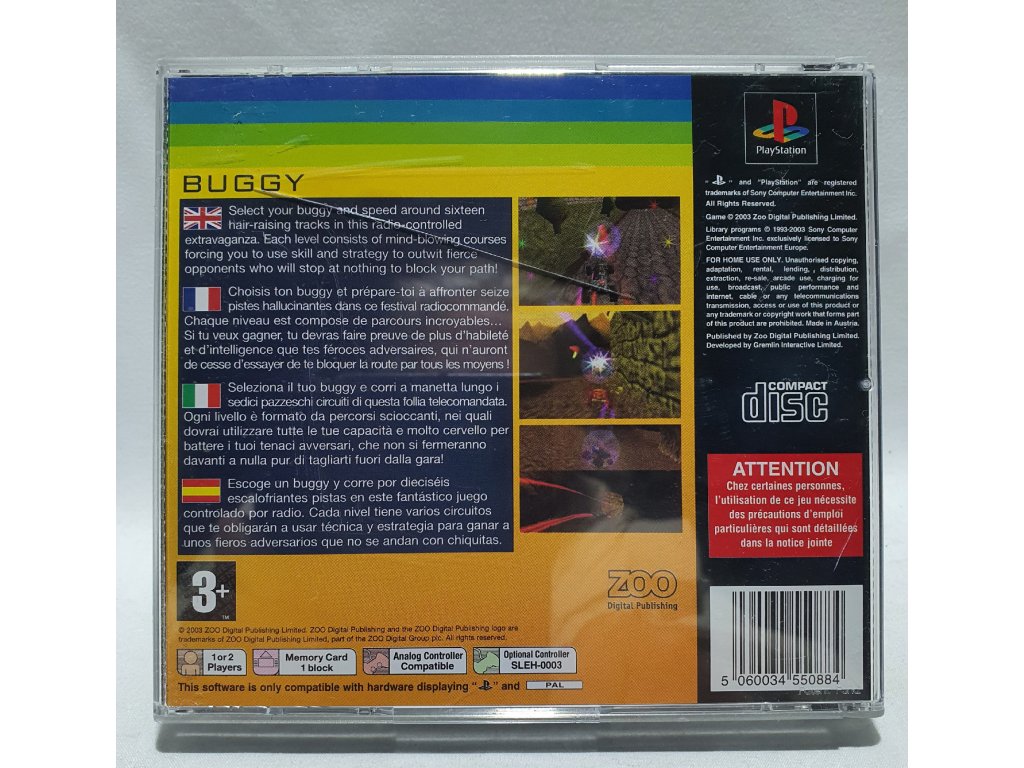 BUGGY
Select your buggy and speed around sixteen
hair-raising tracks in this radio-controlled
extravaganza. Each level consists of mind-blowing courses
forcing you to use skill and strategy to outwit fierce
opponents who will stop at nothing to block your path!
Choisis ton buggy et prépare-toi à affronter seize
pistes hallucinantes dans ce festival radiocommandé.
Chaque niveau est compose de parcours incroyables...
Si tu veux gagner, tu devras faire preuve de plus d'habileté
et d'intelligence que tes féroces adversaires, qui n'auront
de cesse d'essayer de te bloquer la route par tous les moyens !
Seleziona il tuo buggy e corri a manetta lungo i
sedici pazzeschi circuiti di questa follia telecomandata.
Ogni livello è formato da percorsi scioccanti, nei quali
dovrai utilizzare tutte le tue capacità e molto cervello per
battere i tuoi tenaci avversari, che non si fermeranno
davanti a nulla pur di tagliarti fuori dalla gara!
Escoge un buggy y corre por dieciséis
escalofriantes pistas en este fantástico juego
controlado por radio. Cada nivel tiene varios circuitos
que te obligarán a usar técnica y estrategia para ganar a
unos fieros adversarios que no se andan con chiquitas.
3+
TM
ZOO
Digital Publishing
© 2003 ZOO Digital Publishing Limited. ZOO Digital Publishing and the ZOO Digital Publishing logo are
trademarks of ZOO Digital Publishing Limited, part of the ZOO Digital Group plc. All rights reserved.
1 or 2
Players
Memory Card
1 block
Analog Controller
Compatible
Optional Controller
SLEH-0003
This software is only compatible with hardware displaying " " and PAL
PlayStation
" " and "PlayStation" are registered
trademarks of Sony Computer Entertainment Inc.
All Rights Reserved.
Game © 2003 Zoo Digital Publishing Limited.
Library programs © 1993-2003 Sony Computer
Entertainment Inc. exclusively licensed to Sony
Computer Entertainment Europe.
FOR HOME USE ONLY. Unauthorised copying,
adaptation, rental, lending, distribution,
extraction, re-sale, arcade use, charging for
use, broadcast, public performance and
internet, cable or any telecommunications
transmission, access or use of this product or
any trademark or copyright work that forms part
of this product are prohibited. Made in Austria.
Published by Zoo Digital Publishing Limited.
Developed by Gremlin Interactive Limited.
COMPACT
disc
ATTENTION
Chez certaines personnes,
l'utilisation de ce jeu nécessite
des précautions d'emploi
particulières qui sont détaillées
dans la notice jointe
5 060034 550884